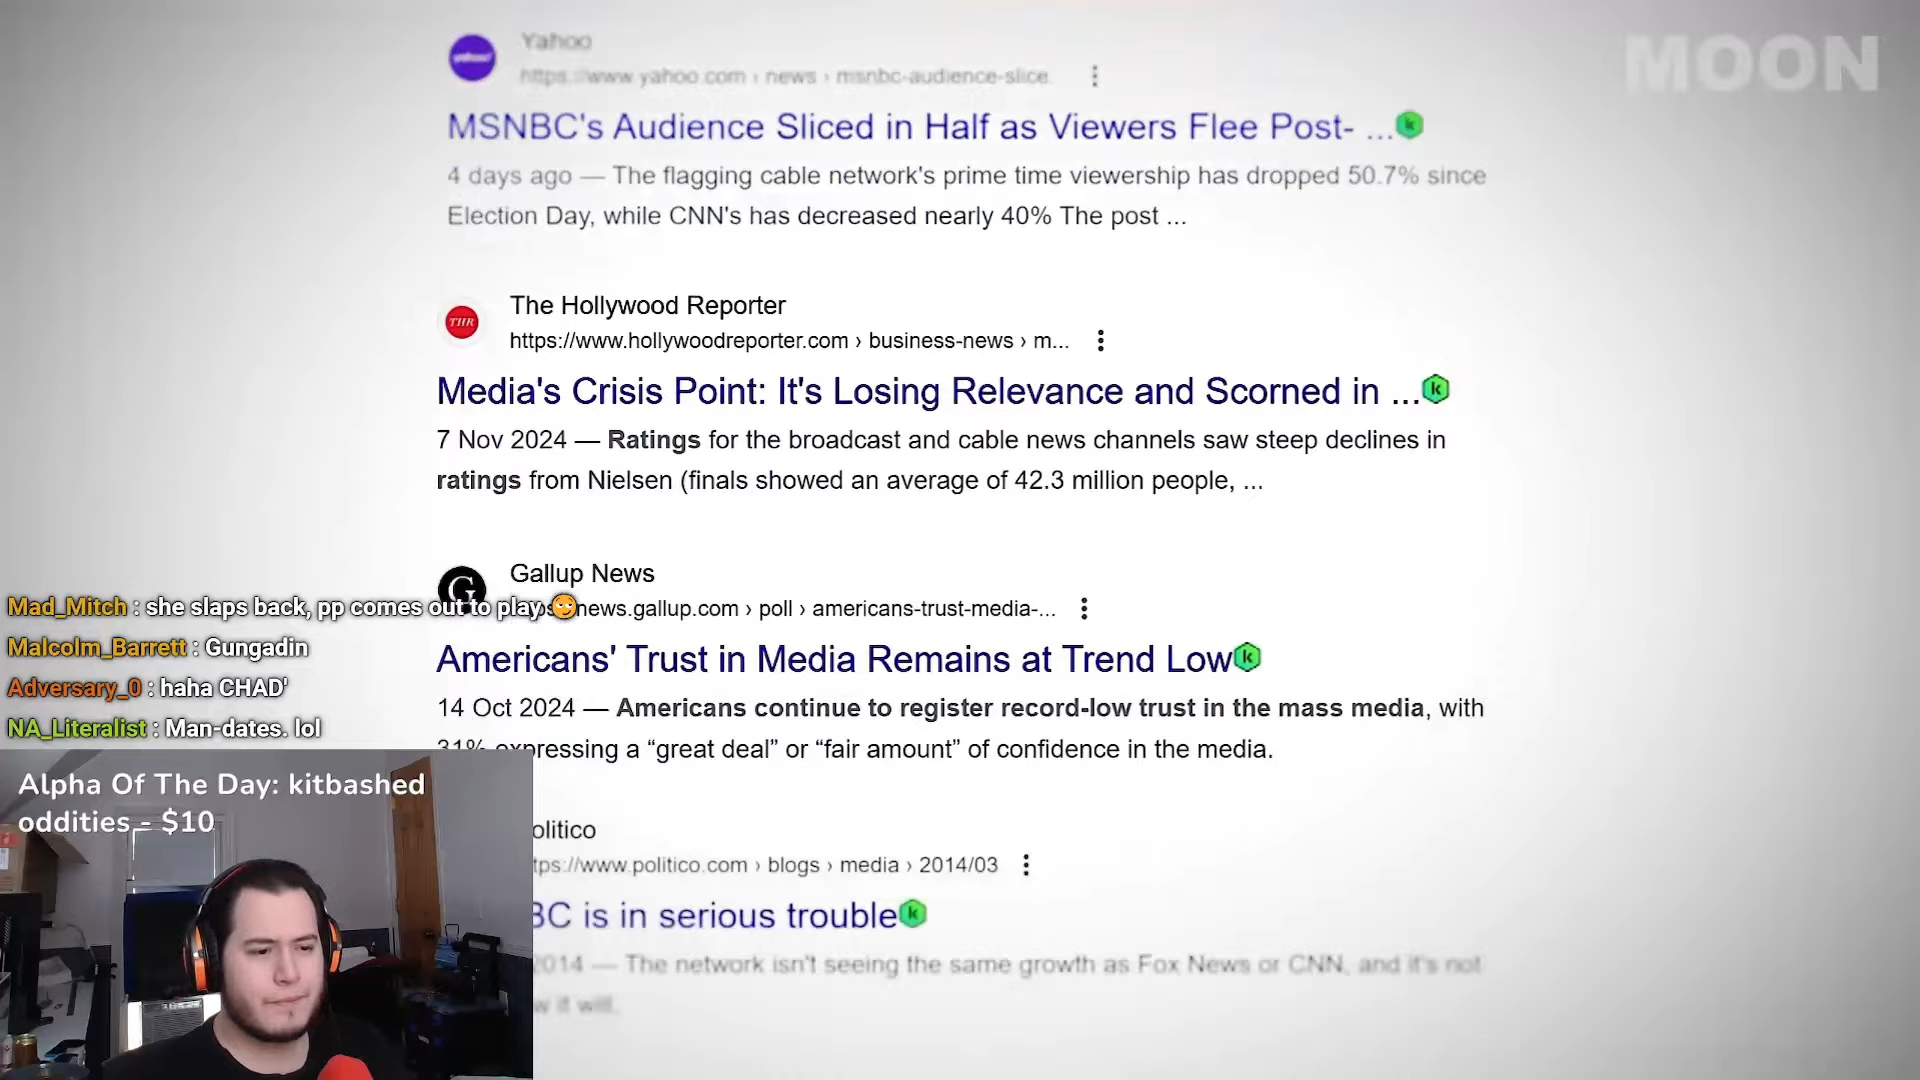 MOON
Yahoo
https://www.yahoo.com › news › msnbc-audience-slice
MSNBC's Audience Sliced in Half as Viewers Flee Post- ...
4 days ago — The flagging cable network's prime time viewership has dropped 50.7% since
Election Day, while CNN's has decreased nearly 40% The post ...
THR
The Hollywood Reporter
https://www.hollywoodreporter.com › business-news › m...
Media's Crisis Point: It's Losing Relevance and Scorned in ...
7 Nov 2024 — Ratings for the broadcast and cable news channels saw steep declines in
ratings from Nielsen (finals showed an average of 42.3 million people, ...
G
Gallup News
news.gallup.com › poll › americans-trust-media-...
Americans' Trust in Media Remains at Trend Low
14 Oct 2024 — Americans continue to register record-low trust in the mass media, with
31% expressing a “great deal” or “fair amount” of confidence in the media.
olitico
tps://www.politico.com › blogs › media › 2014/03
BC is in serious trouble
2014 — The network isn't seeing the same growth as Fox News or CNN, and it's not
w it will.
Mad_Mitch : she slaps back, pp comes out to play😏
Malcolm_Barrett : Gungadin
Adversary_0 : haha CHAD'
NA_Literalist : Man-dates. lol
Alpha Of The Day: kitbashed
oddities - $10